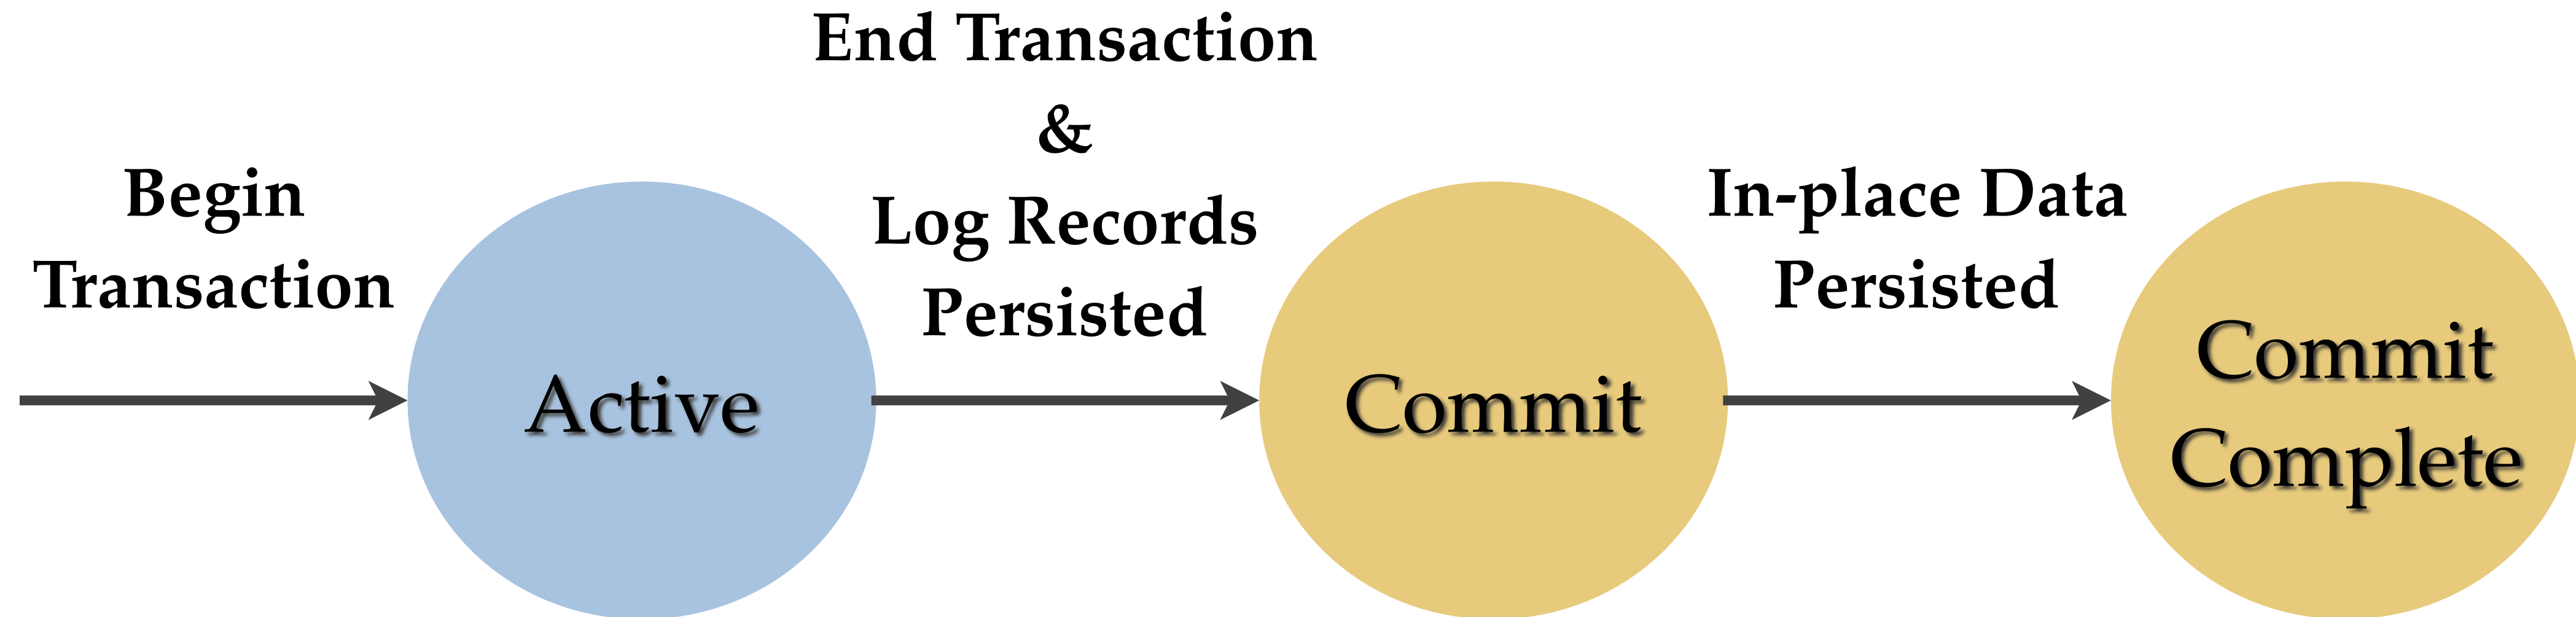 Begin
Transaction
Active
End Transaction
&
Log Records
Persisted
Commit
In-place Data
Persisted
Commit
Complete